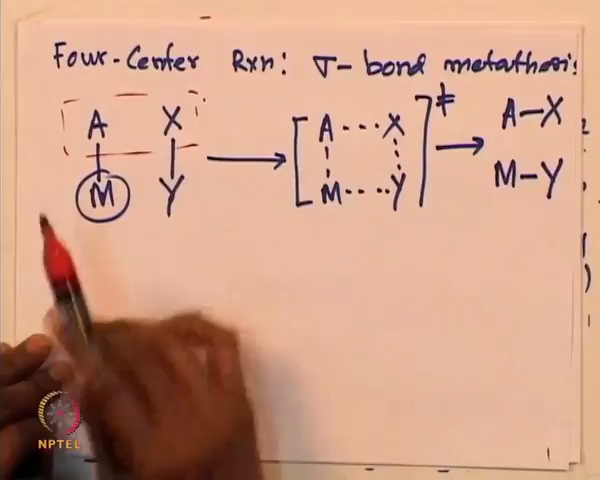 Four-Center Rxn: σ-bond metathesis
A X
M Y
[A---X M---Y]‡
A-X
M-Y
NPTEL